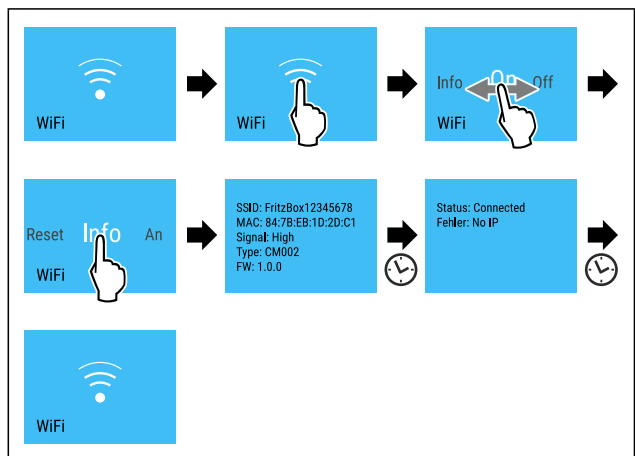 WiFi
WiFi
Info On Off
WiFi
Reset Info An
WiFi
SSID: FritzBox12345678
MAC: 84:7B:EB:1D:2D:C1
Signal: High
Type: CM002
FW: 1.0.0
Status: Connected
Fehler: No IP
WiFi